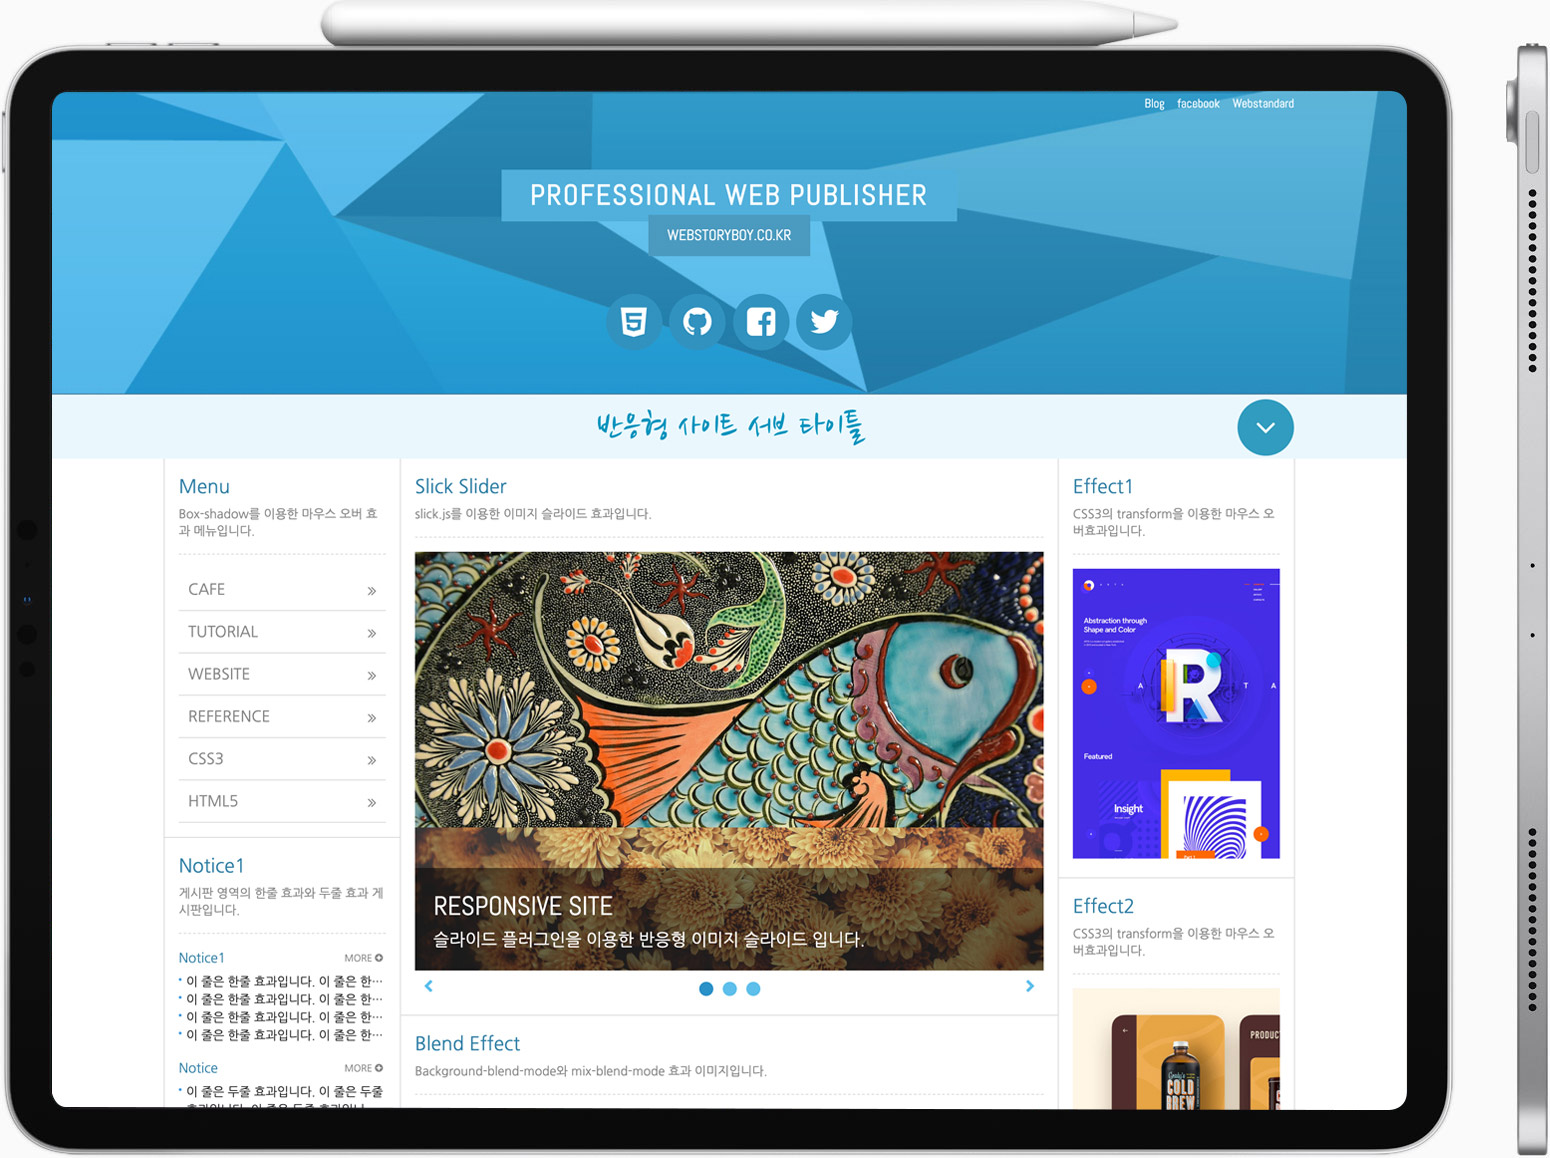 Blog facebook Webstandard
PROFESSIONAL WEB PUBLISHER
WEBSTORYBOY.CO.KR
반응형 사이트 서브 타이틀
Menu
Box-shadow를 이용한 마우스 오버 효
과 메뉴입니다.
CAFE
TUTORIAL
WEBSITE
REFERENCE
CSS3
HTML5
Notice1
게시판 영역의 한줄 효과와 두줄 효과 게
시판입니다.
Notice1 MORE
이 줄은 한줄 효과입니다. 이 줄은 한…
이 줄은 한줄 효과입니다. 이 줄은 한…
이 줄은 한줄 효과입니다. 이 줄은 한…
이 줄은 한줄 효과입니다. 이 줄은 한…
Notice MORE
이 줄은 두줄 효과입니다. 이 줄은 두줄
Slick Slider
slick.js를 이용한 이미지 슬라이드 효과입니다.
RESPONSIVE SITE
슬라이드 플러그인을 이용한 반응형 이미지 슬라이드 입니다.
Blend Effect
Background-blend-mode와 mix-blend-mode 효과 이미지입니다.
Effect1
CSS3의 transform을 이용한 마우스 오
버효과입니다.
Abstraction through
Shape and Color
A R T A
Featured
Insight
Effect2
CSS3의 transform을 이용한 마우스 오
버효과입니다.
PRODUC
COLD
BREW